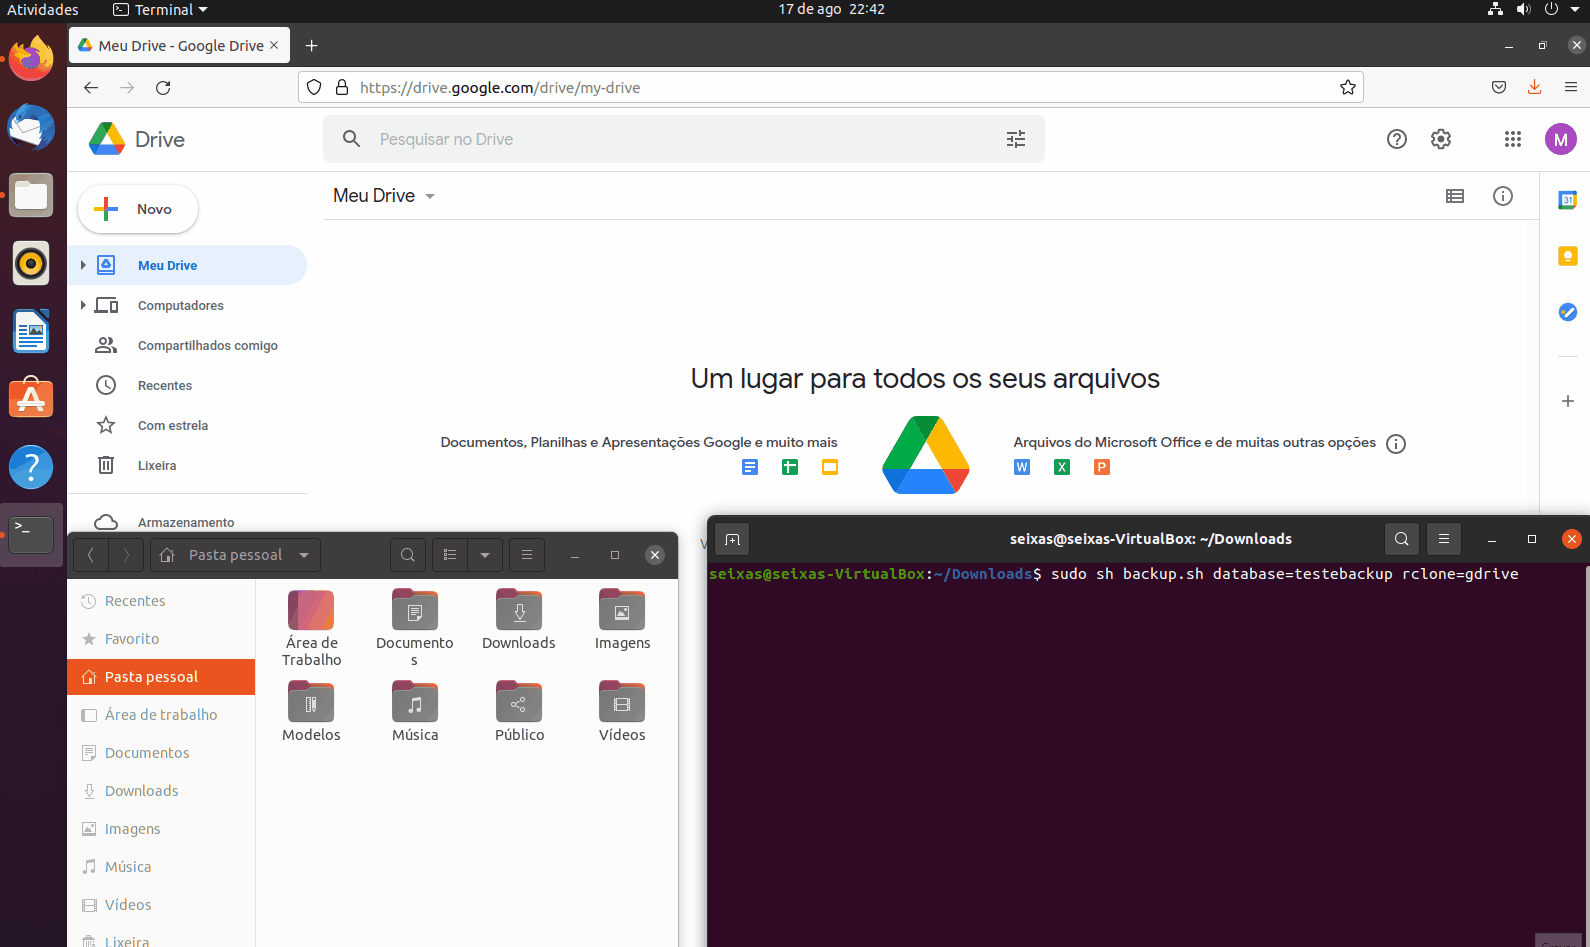 Atividades
Terminal
17 de ago 22:42
Meu Drive - Google Drive
https://drive.google.com/drive/my-drive
Drive
Pesquisar no Drive
M
Novo
Meu Drive
31
Meu Drive
Computadores
Compartilhados comigo
Recentes
Com estrela
Lixeira
Armazenamento
Um lugar para todos os seus arquivos
Documentos, Planilhas e Apresentações Google e muito mais
Arquivos do Microsoft Office e de muitas outras opções
W X P
Pasta pessoal
Recentes
Favorito
Pasta pessoal
Área de trabalho
Documentos
Downloads
Imagens
Música
Vídeos
Lixeira
Área de
Trabalho
Documento
s
Downloads
Imagens
Modelos
Música
Público
Vídeos
seixas@seixas-VirtualBox: ~/Downloads
seixas@seixas-VirtualBox:~/Downloads$ sudo sh backup.sh database=testebackup rclone=gdrive